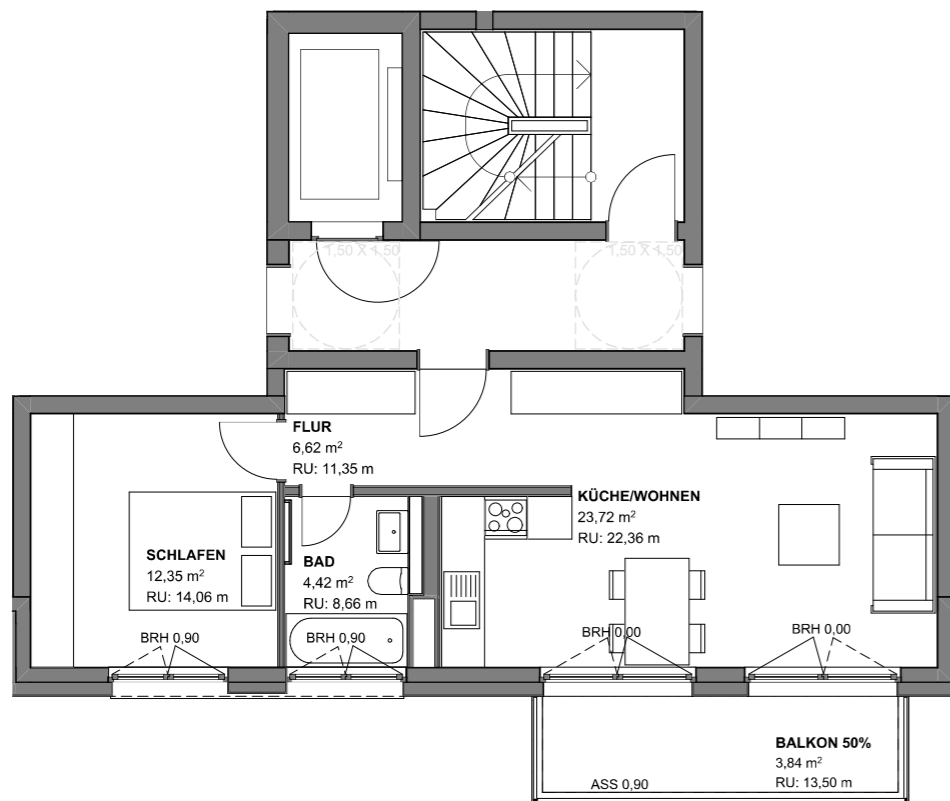 1,50 X 1,50
1,50 X 1,50
FLUR
6,62 m²
RU: 11,35 m
KÜCHE/WOHNEN
23,72 m²
RU: 22,36 m
SCHLAFEN
12,35 m²
RU: 14,06 m
BAD
4,42 m²
RU: 8,66 m
BRH 0,90
BRH 0,90
BRH 0,00
BRH 0,00
BALKON 50%
3,84 m²
RU: 13,50 m
ASS 0,90